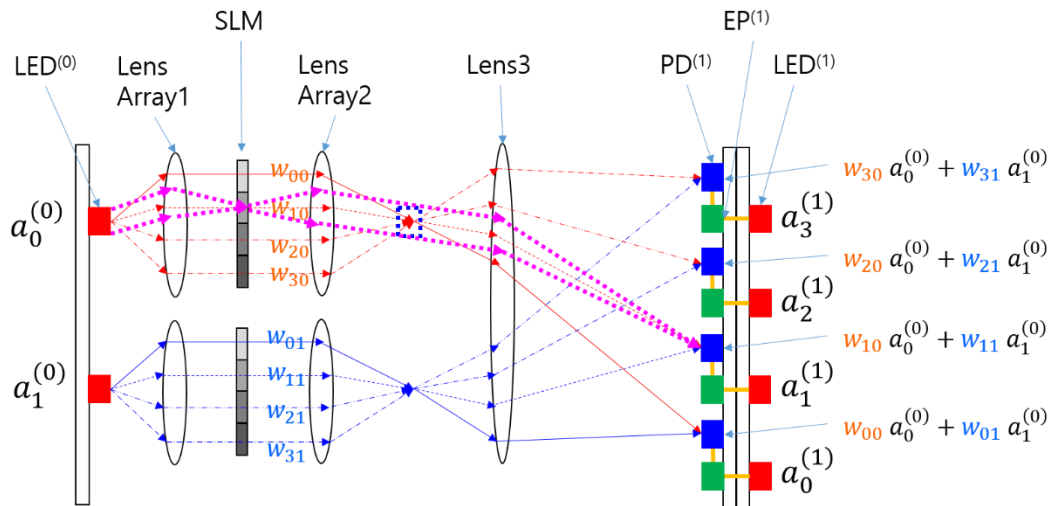 SLM
EP⁽¹⁾
LED⁽⁰⁾
Lens
Array1
Lens
Array2
Lens3
PD⁽¹⁾
LED⁽¹⁾
w₀₀
w₁₀
w₂₀
w₃₀
a₀⁽⁰⁾
w₀₁
w₁₁
w₂₁
w₃₁
a₁⁽⁰⁾
w₃₀ a₀⁽⁰⁾ + w₃₁ a₁⁽⁰⁾
a₃⁽¹⁾
w₂₀ a₀⁽⁰⁾ + w₂₁ a₁⁽⁰⁾
a₂⁽¹⁾
w₁₀ a₀⁽⁰⁾ + w₁₁ a₁⁽⁰⁾
a₁⁽¹⁾
w₀₀ a₀⁽⁰⁾ + w₀₁ a₁⁽⁰⁾
a₀⁽¹⁾